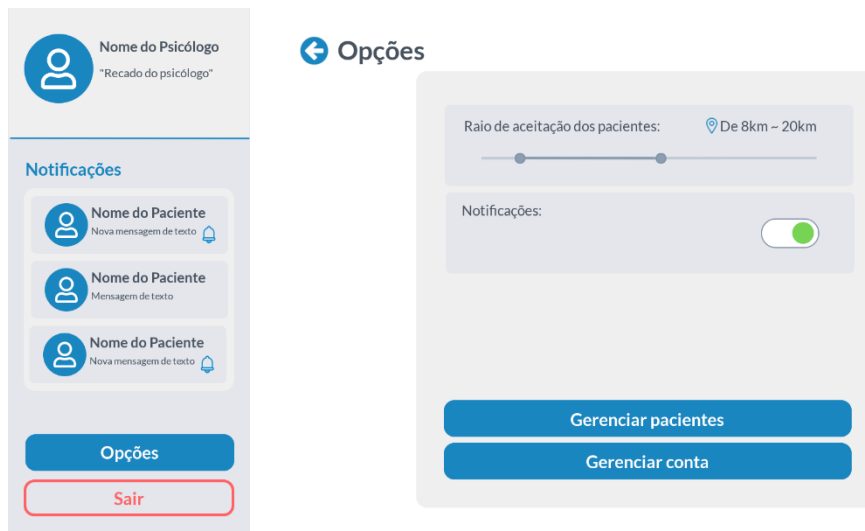 Nome do Psicólogo
"Recado do psicólogo"
Notificações
Nome do Paciente
Nova mensagem de texto
Nome do Paciente
Mensagem de texto
Nome do Paciente
Nova mensagem de texto
Opções
Sair
Opções
Raio de aceitação dos pacientes:
De 8km ~ 20km
Notificações:
Gerenciar pacientes
Gerenciar conta